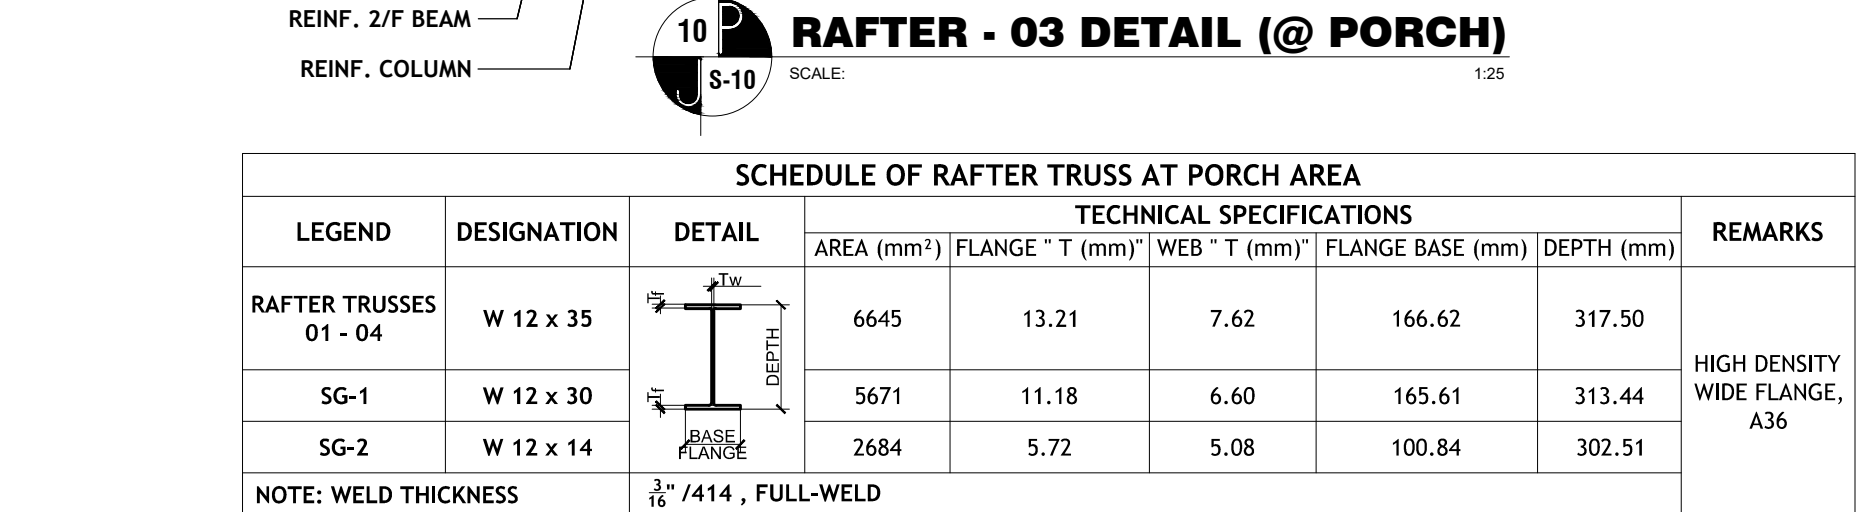 REINF. 2/F BEAM
REINF. COLUMN
10
P
J
S-10
RAFTER - 03 DETAIL (@ PORCH)
SCALE:
1:25
SCHEDULE OF RAFTER TRUSS AT PORCH AREA
LEGEND
DESIGNATION
DETAIL
TECHNICAL SPECIFICATIONS
REMARKS
AREA (mm²)
FLANGE " T (mm)"
WEB " T (mm)"
FLANGE BASE (mm)
DEPTH (mm)
RAFTER TRUSSES
01 - 04
W 12 x 35
6645
13.21
7.62
166.62
317.50
SG-1
W 12 x 30
5671
11.18
6.60
165.61
313.44
SG-2
W 12 x 14
2684
5.72
5.08
100.84
302.51
Tw
Tf
DEPTH
Tf
BASE
FLANGE
HIGH DENSITY
WIDE FLANGE,
A36
NOTE: WELD THICKNESS
3/16" /414 , FULL-WELD